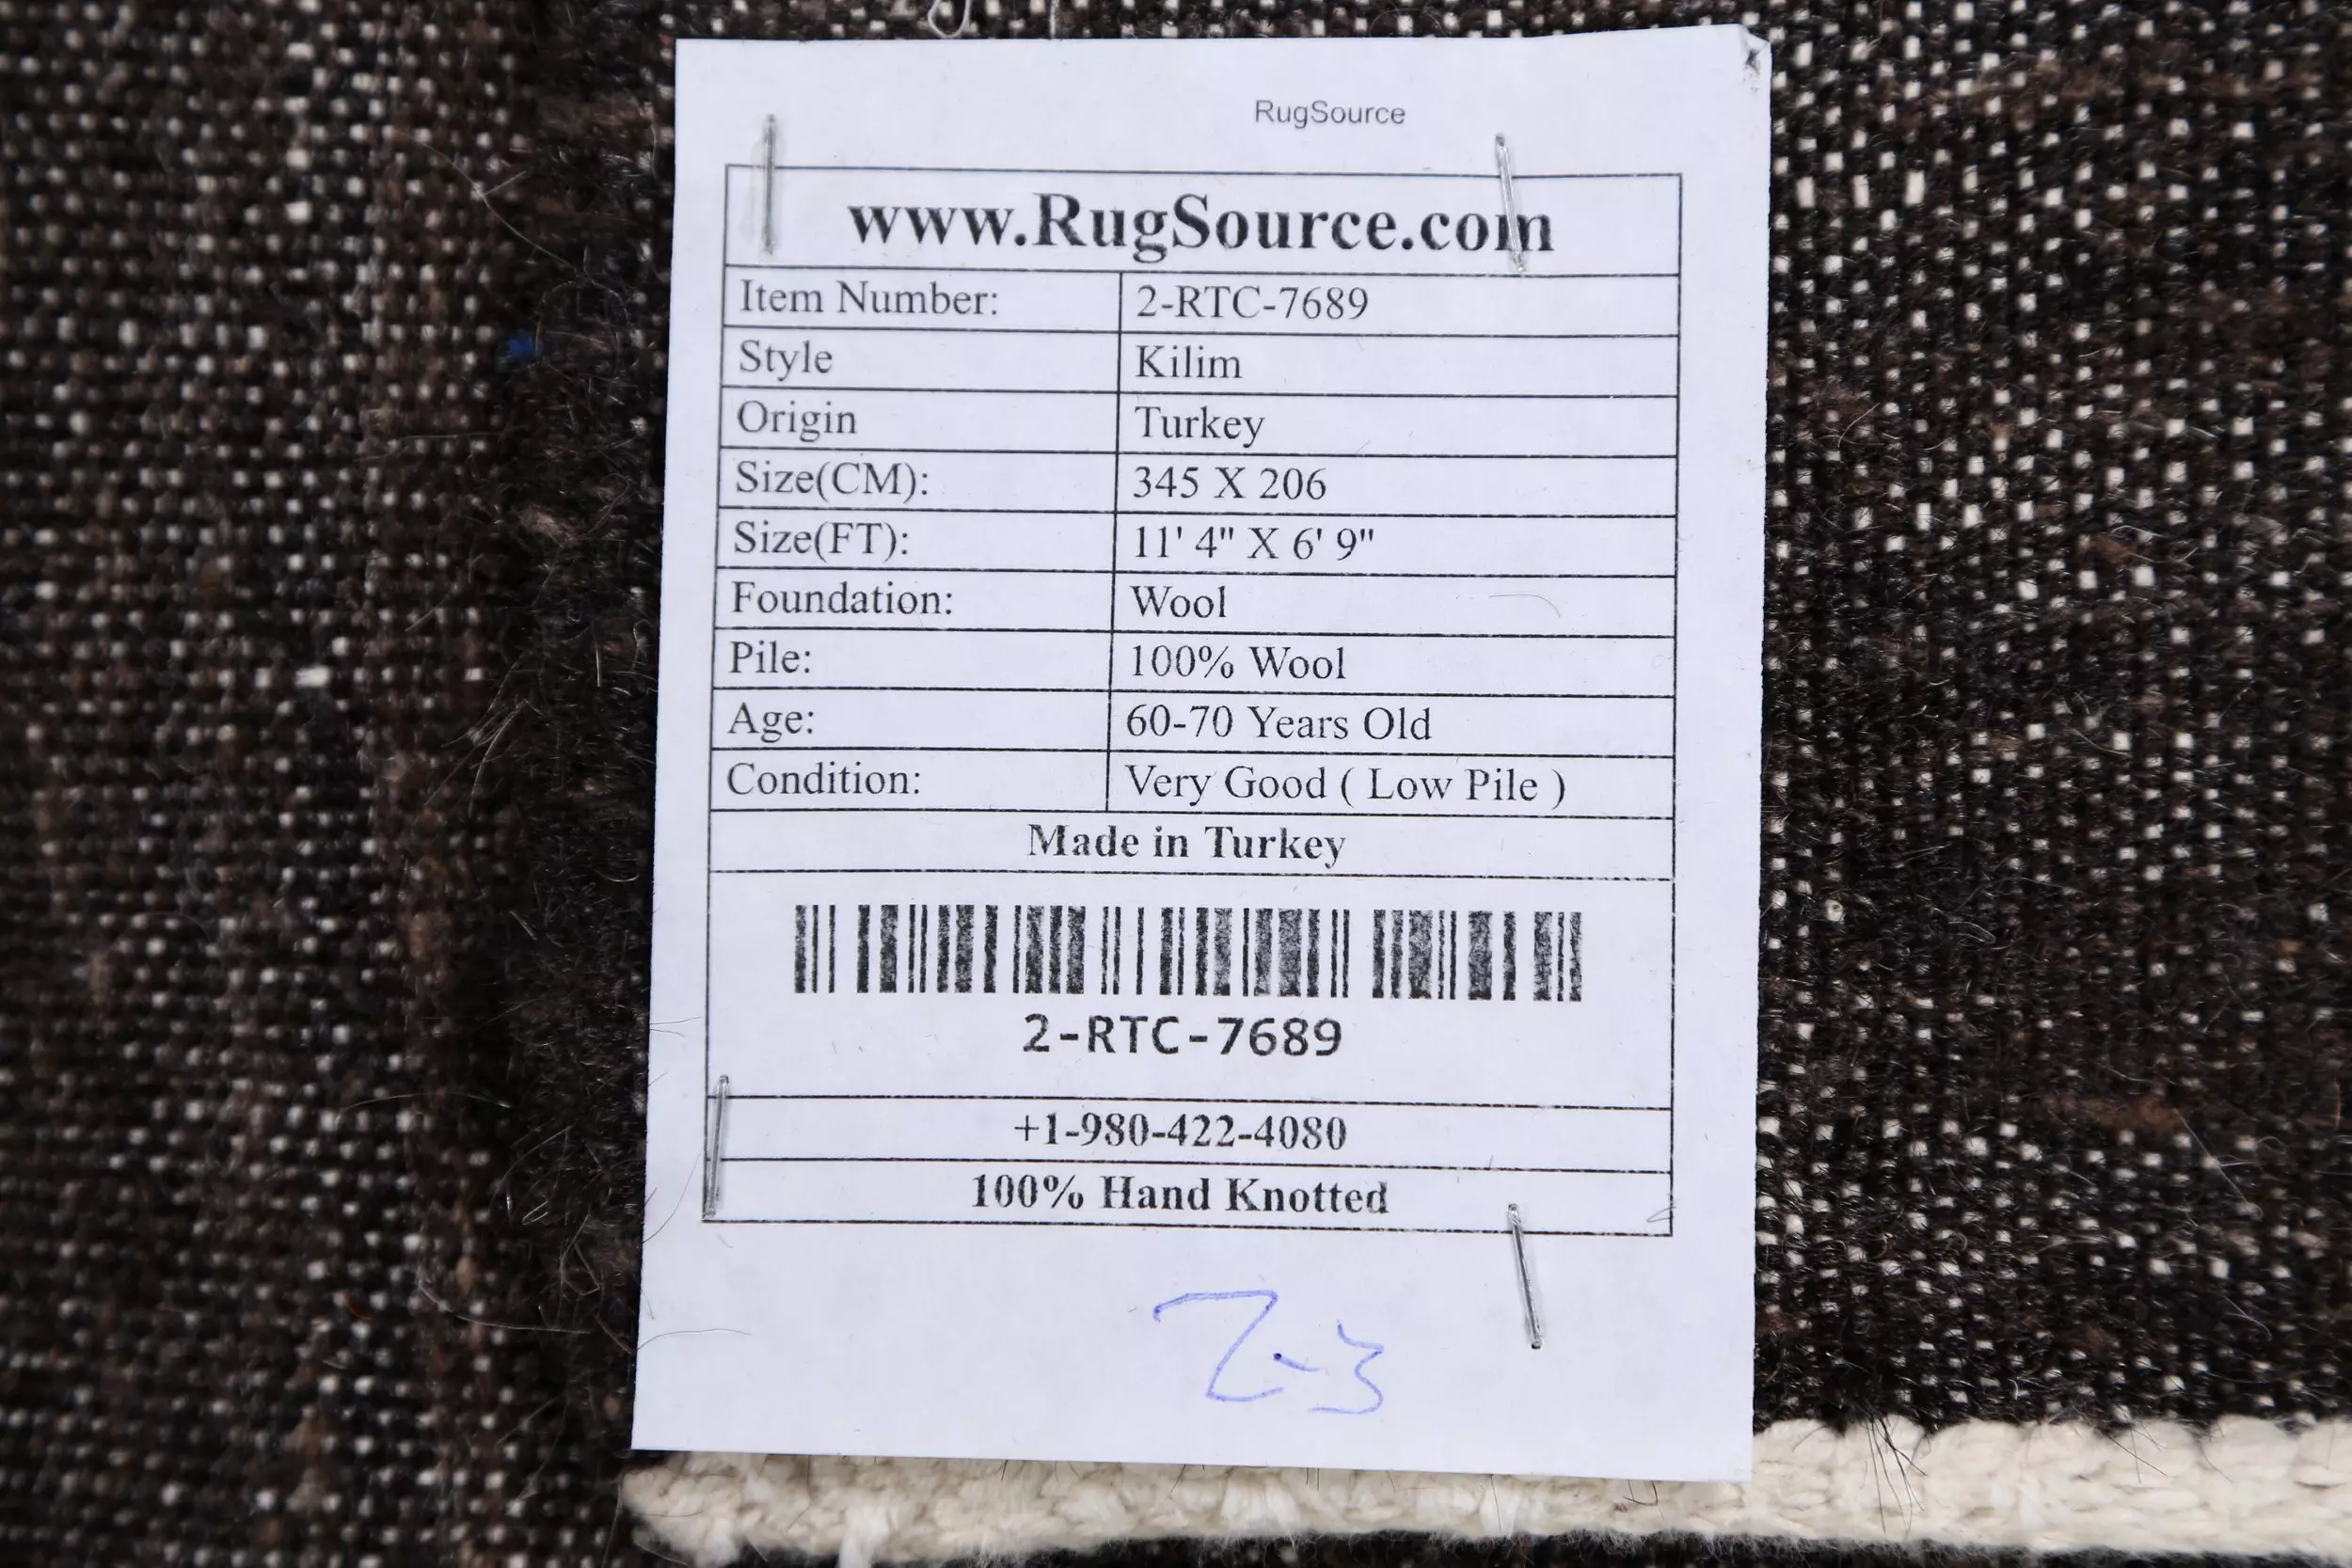 RugSource
www.RugSource.com
Item Number: 2-RTC-7689
Style Kilim
Origin Turkey
Size(CM): 345 X 206
Size(FT): 11' 4" X 6' 9"
Foundation: Wool
Pile: 100% Wool
Age: 60-70 Years Old
Condition: Very Good ( Low Pile )
Made in Turkey
2-RTC-7689
+1-980-422-4080
100% Hand Knotted